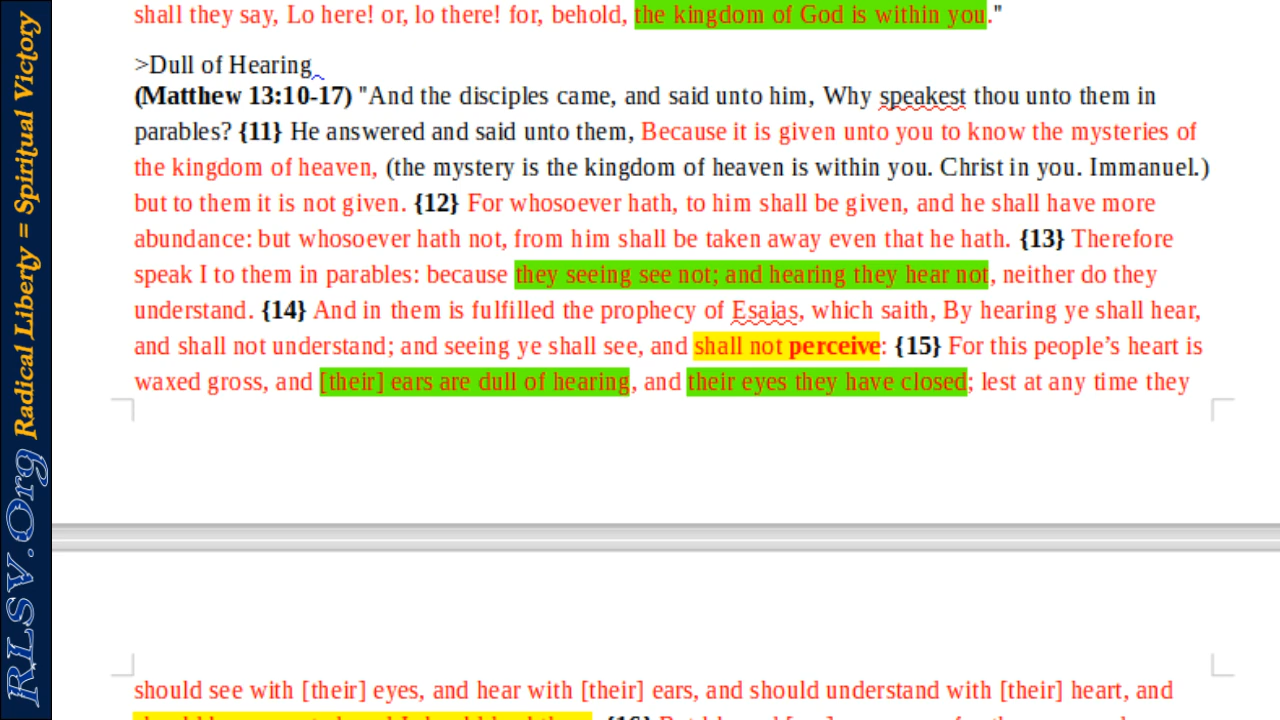 shall they say, Lo here! or, lo there! for, behold, the kingdom of God is within you."
>Dull of Hearing
(Matthew 13:10-17) "And the disciples came, and said unto him, Why speakest thou unto them in
parables? {11} He answered and said unto them, Because it is given unto you to know the mysteries of
the kingdom of heaven, (the mystery is the kingdom of heaven is within you. Christ in you. Immanuel.)
but to them it is not given. {12} For whosoever hath, to him shall be given, and he shall have more
abundance: but whosoever hath not, from him shall be taken away even that he hath. {13} Therefore
speak I to them in parables: because they seeing see not; and hearing they hear not, neither do they
understand. {14} And in them is fulfilled the prophecy of Esaias, which saith, By hearing ye shall hear,
and shall not understand; and seeing ye shall see, and shall not perceive: {15} For this people’s heart is
waxed gross, and [their] ears are dull of hearing, and their eyes they have closed; lest at any time they
should see with [their] eyes, and hear with [their] ears, and should understand with [their] heart, and
RLSV.Org Radical Liberty = Spiritual Victory